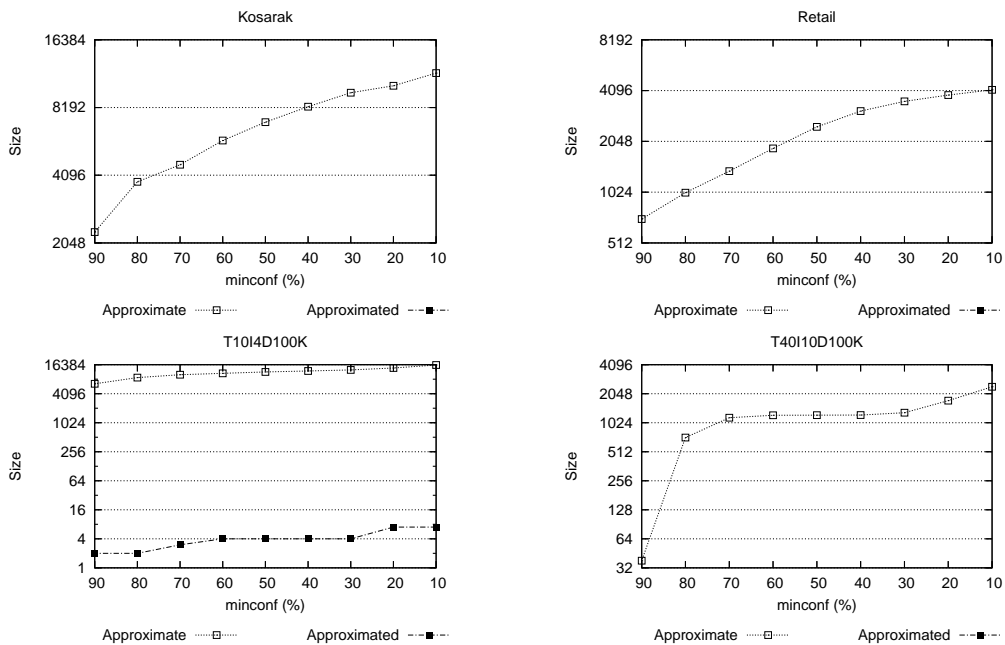 Kosarak
16384
8192
4096
2048
Size
90 80 70 60 50 40 30 20 10
minconf (%)
Approximate Approximated
Retail
8192
4096
2048
1024
512
Size
90 80 70 60 50 40 30 20 10
minconf (%)
Approximate Approximated
T10I4D100K
16384
4096
1024
256
64
16
4
1
Size
90 80 70 60 50 40 30 20 10
minconf (%)
Approximate Approximated
T40I10D100K
4096
2048
1024
512
256
128
64
32
Size
90 80 70 60 50 40 30 20 10
minconf (%)
Approximate Approximated